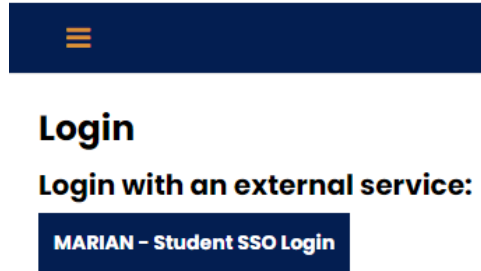 Login
Login with an external service:
MARIAN - Student SSO Login